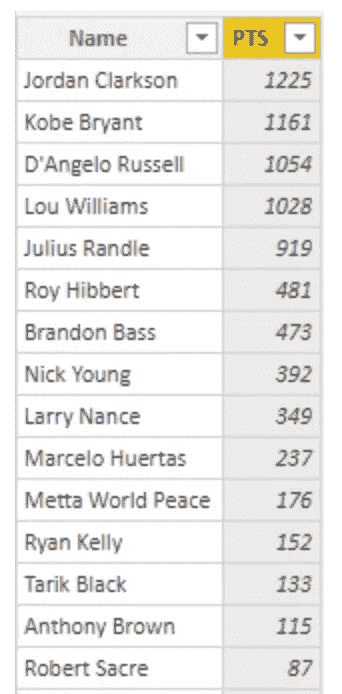 Name PTS
Jordan Clarkson 1225
Kobe Bryant 1161
D'Angelo Russell 1054
Lou Williams 1028
Julius Randle 919
Roy Hibbert 481
Brandon Bass 473
Nick Young 392
Larry Nance 349
Marcelo Huertas 237
Metta World Peace 176
Ryan Kelly 152
Tarik Black 133
Anthony Brown 115
Robert Sacre 87